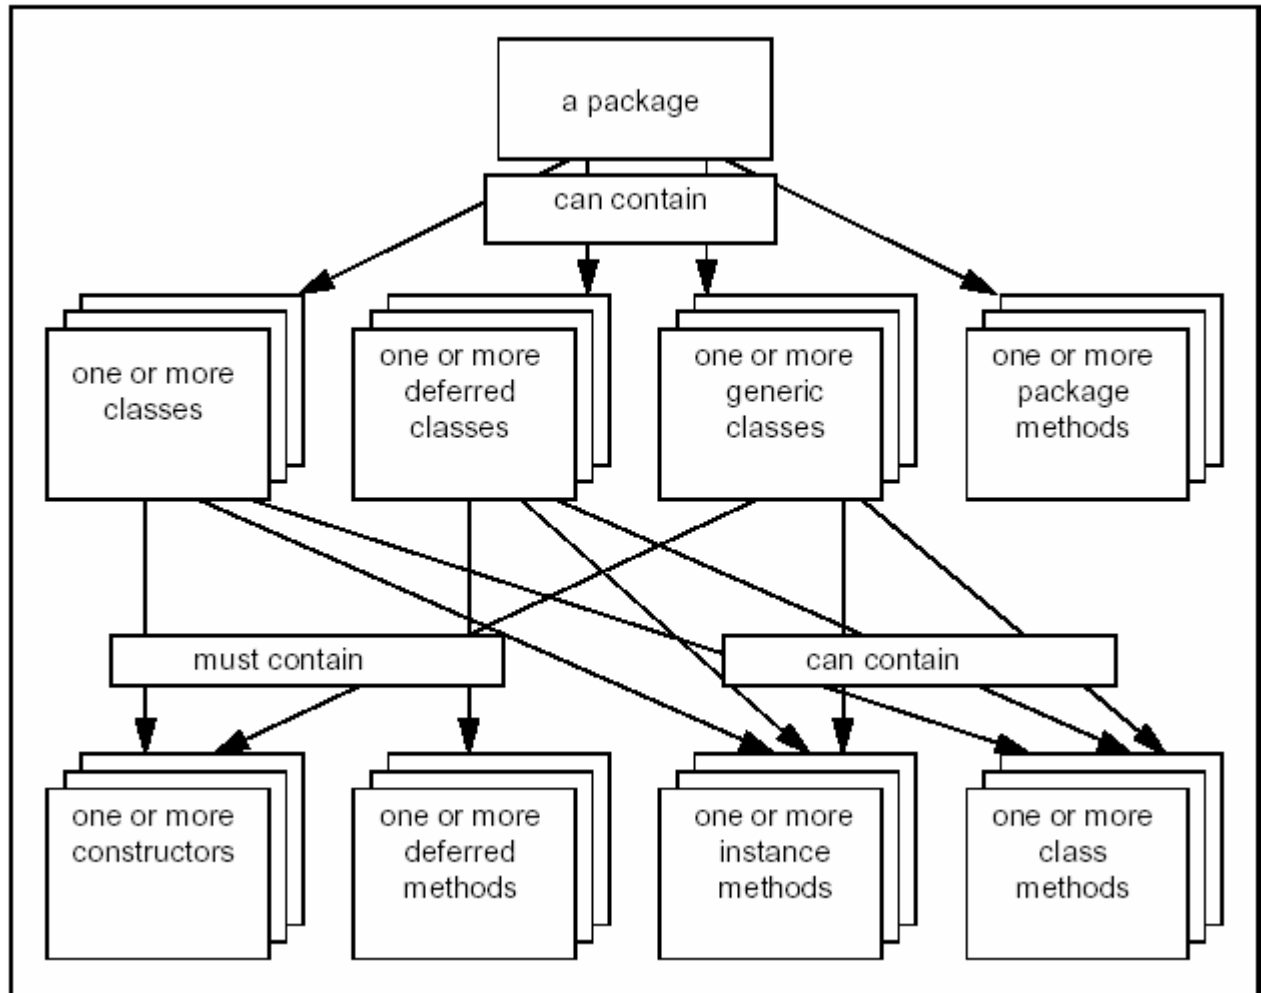 a package
can contain
one or more
classes
one or more
deferred
classes
one or more
generic
classes
one or more
package
methods
must contain
can contain
one or more
constructors
one or more
deferred
methods
one or more
instance
methods
one or more
class
methods